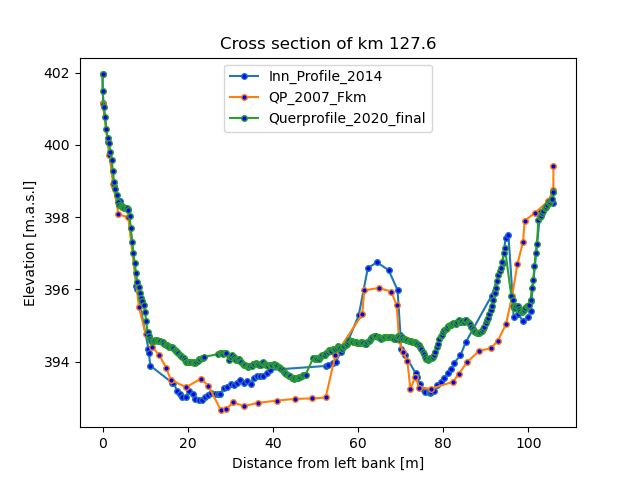 Cross section of km 127.6
Inn_Profile_2014
QP_2007_Fkm
Querprofile_2020_final
Elevation [m.a.s.l]
402
400
398
396
394
0 20 40 60 80 100
Distance from left bank [m]